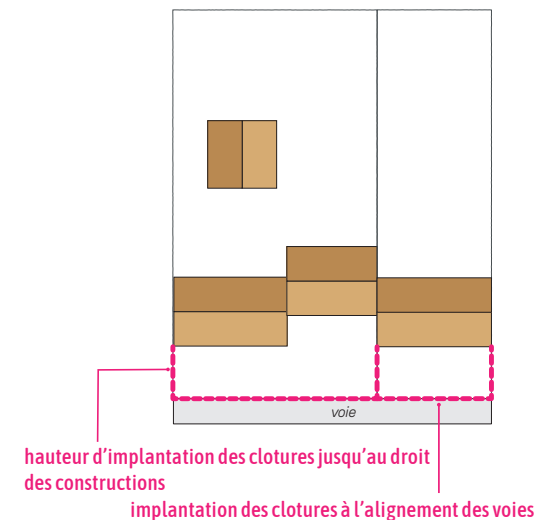 voie
hauteur d’implantation des clotures jusqu’au droit
des constructions
implantation des clotures à l’alignement des voies